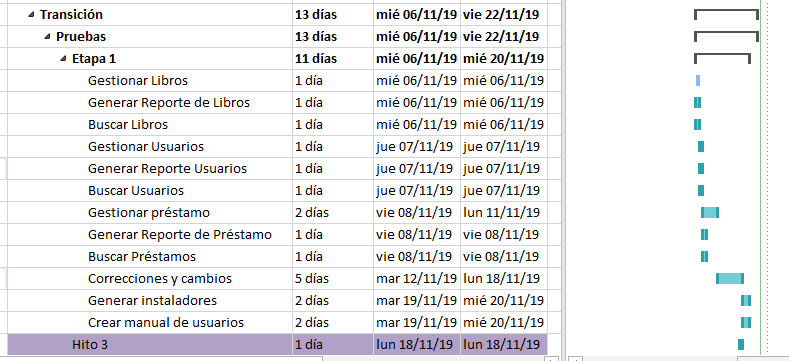 Transición 13 días mié 06/11/19 vie 22/11/19
Pruebas 13 días mié 06/11/19 vie 22/11/19
Etapa 1 11 días mié 06/11/19 mié 20/11/19
Gestionar Libros 1 día mié 06/11/19 mié 06/11/19
Generar Reporte de Libros 1 día mié 06/11/19 mié 06/11/19
Buscar Libros 1 día mié 06/11/19 mié 06/11/19
Gestionar Usuarios 1 día jue 07/11/19 jue 07/11/19
Generar Reporte Usuarios 1 día jue 07/11/19 jue 07/11/19
Buscar Usuarios 1 día jue 07/11/19 jue 07/11/19
Gestionar préstamo 2 días vie 08/11/19 lun 11/11/19
Generar Reporte de Préstamo 1 día vie 08/11/19 vie 08/11/19
Buscar Préstamos 1 día vie 08/11/19 vie 08/11/19
Correcciones y cambios 5 días mar 12/11/19 lun 18/11/19
Generar instaladores 2 días mar 19/11/19 mié 20/11/19
Crear manual de usuarios 2 días mar 19/11/19 mié 20/11/19
Hito 3 1 día lun 18/11/19 lun 18/11/19